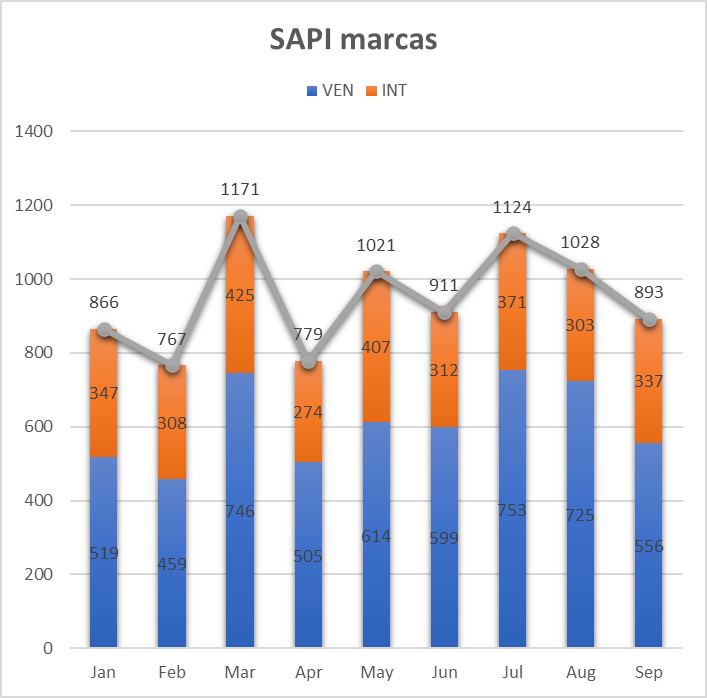 SAPI marcas
VEN INT
1400
1200
1000
800
600
400
200
0
866 767 1171 779 1021 911 1124 1028 893
347 308 425 274 407 312 371 303 337
519 459 746 505 614 599 753 725 556
Jan Feb Mar Apr May Jun Jul Aug Sep